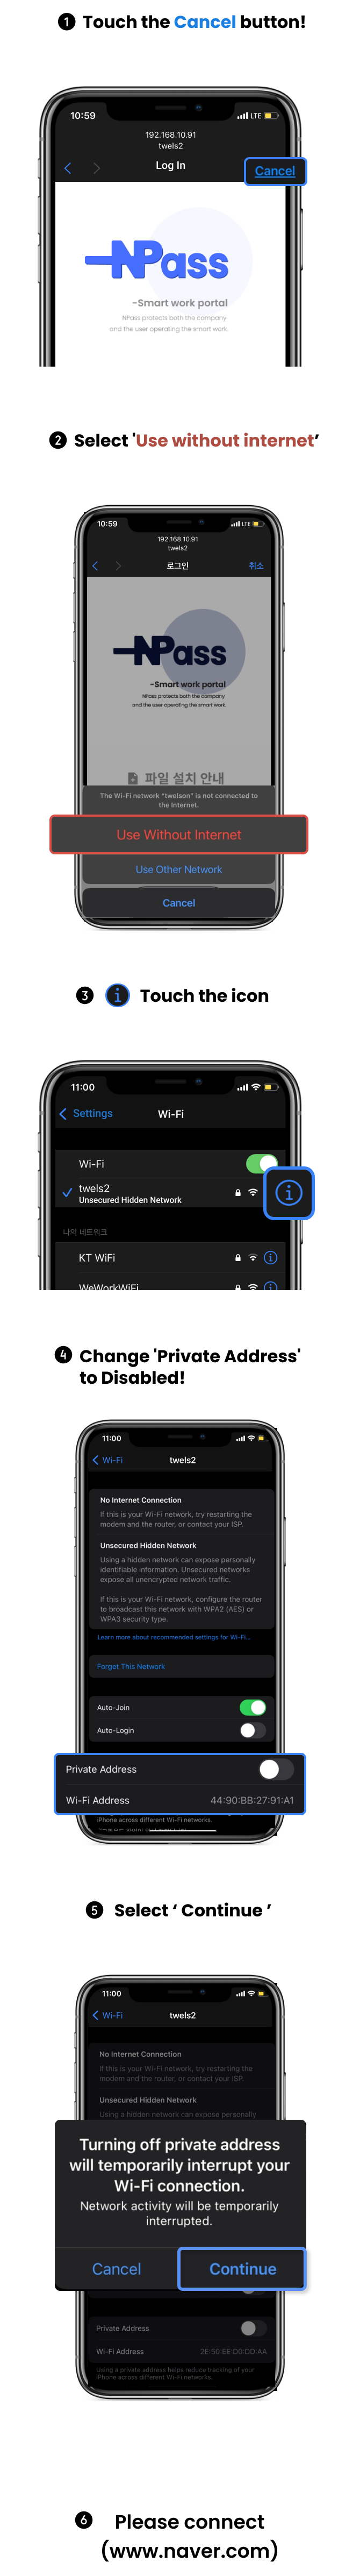 1 Touch the Cancel button!
10:59
LTE
192.168.10.91
twels2
Log In
Cancel
NPass
-Smart work portal
NPass protects both the company
and the user operating the smart work
2 Select 'Use without internet’
10:59
LTE
192.168.10.91
twels2
로그인
취소
NPass
-Smart work portal
NPass protects both the company
and the user operating the smart work.
파일 설치 안내
The Wi-Fi network “twelson” is not connected to
the Internet.
Use Without Internet
Use Other Network
Cancel
3 i Touch the icon
11:00
Settings
Wi-Fi
Wi-Fi
twels2
Unsecured Hidden Network
나의 네트워크
KT WiFi
WeWorkWiFi
4 Change 'Private Address'
to Disabled!
11:00
Wi-Fi
twels2
No Internet Connection
If this is your Wi-Fi network, try restarting the
modem and the router, or contact your ISP.
Unsecured Hidden Network
Using a hidden network can expose personally
identifiable information. Unsecured networks
expose all unencrypted network traffic.
If this is your Wi-Fi network, configure the router
to broadcast this network with WPA2 (AES) or
WPA3 security type.
Learn more about recommended settings for Wi-Fi...
Forget This Network
Auto-Join
Auto-Login
Private Address
Wi-Fi Address 44:90:BB:27:91:A1
iPhone across different Wi-Fi networks.
5 Select ‘ Continue ’
11:00
Wi-Fi
twels2
No Internet Connection
If this is your Wi-Fi network, try restarting the
modem and the router, or contact your ISP.
Unsecured Hidden Network
Using a hidden network can expose personally
Turning off private address
will temporarily interrupt your
Wi-Fi connection.
Network activity will be temporarily
interrupted.
Cancel
Continue
Private Address
Wi-Fi Address 2E:50:EE:D0:DD:AA
Using a private address helps reduce tracking of your
iPhone across different Wi-Fi networks.
6 Please connect
(www.naver.com)